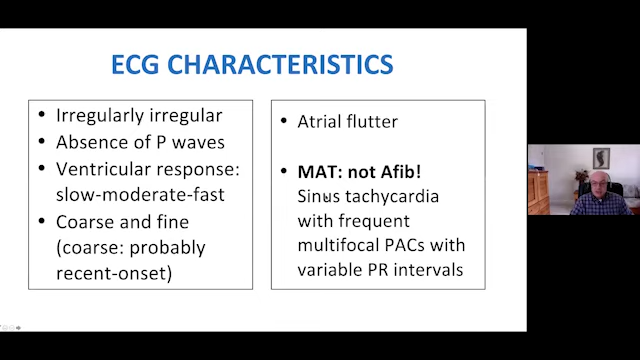 ECG CHARACTERISTICS
• Irregularly irregular
• Absence of P waves
• Ventricular response:
slow-moderate-fast
• Coarse and fine
(coarse: probably
recent-onset)
• Atrial flutter
• MAT: not Afib!
Sinus tachycardia
with frequent
multifocal PACs with
variable PR intervals